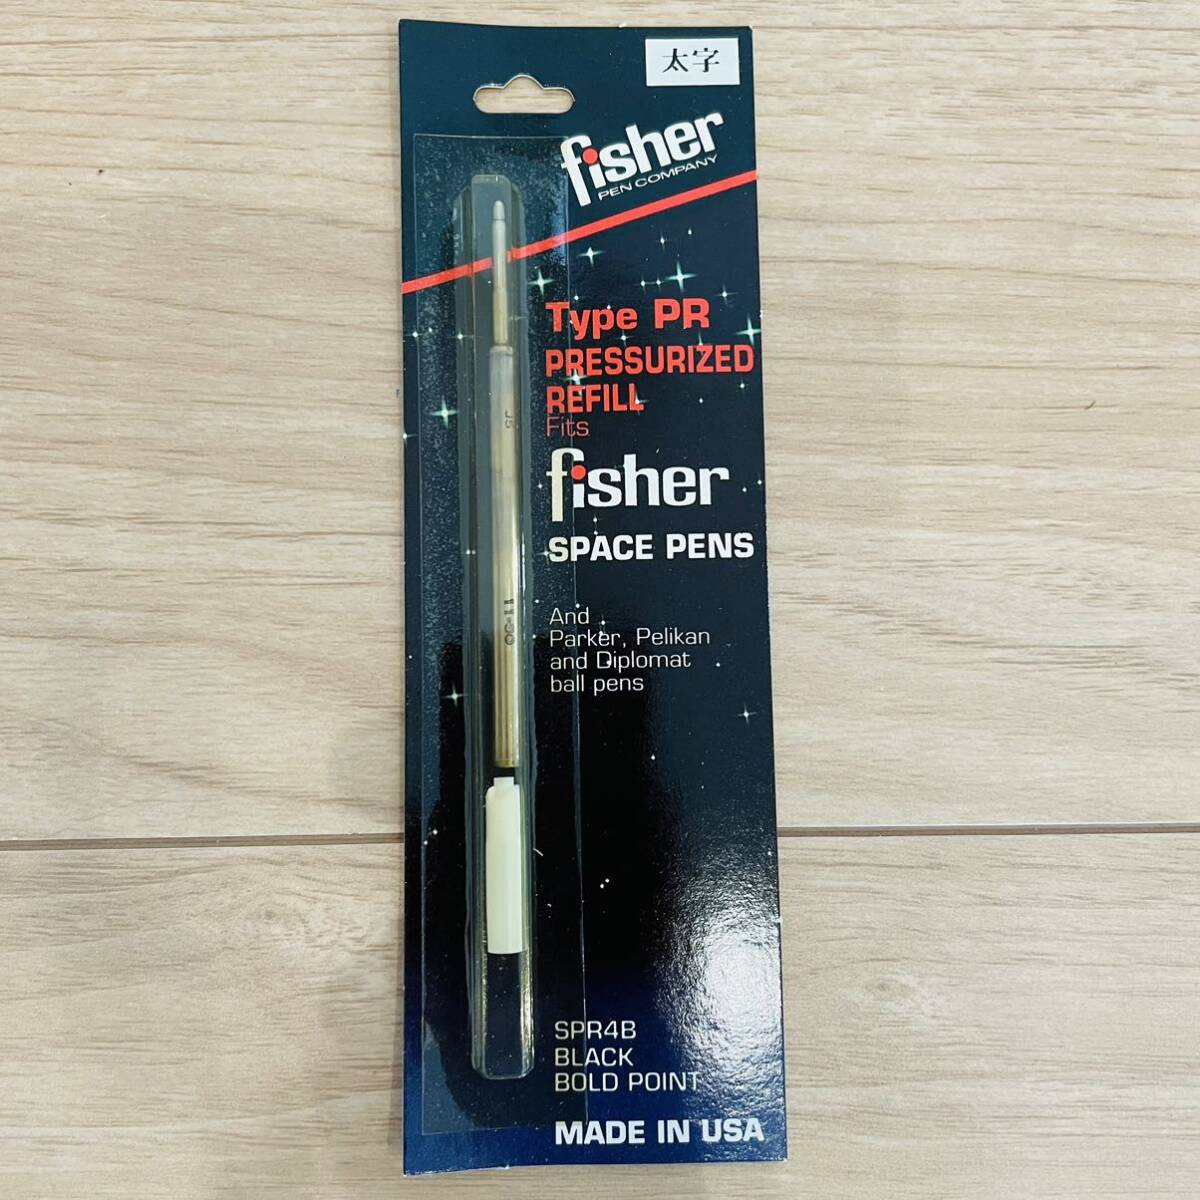 太字
fisher
PEN COMPANY
Type PR
PRESSURIZED
REFILL
Fits
fisher
SPACE PENS
And
Parker, Pelikan
and Diplomat
ball pens
SPR4B
BLACK
BOLD POINT
MADE IN USA